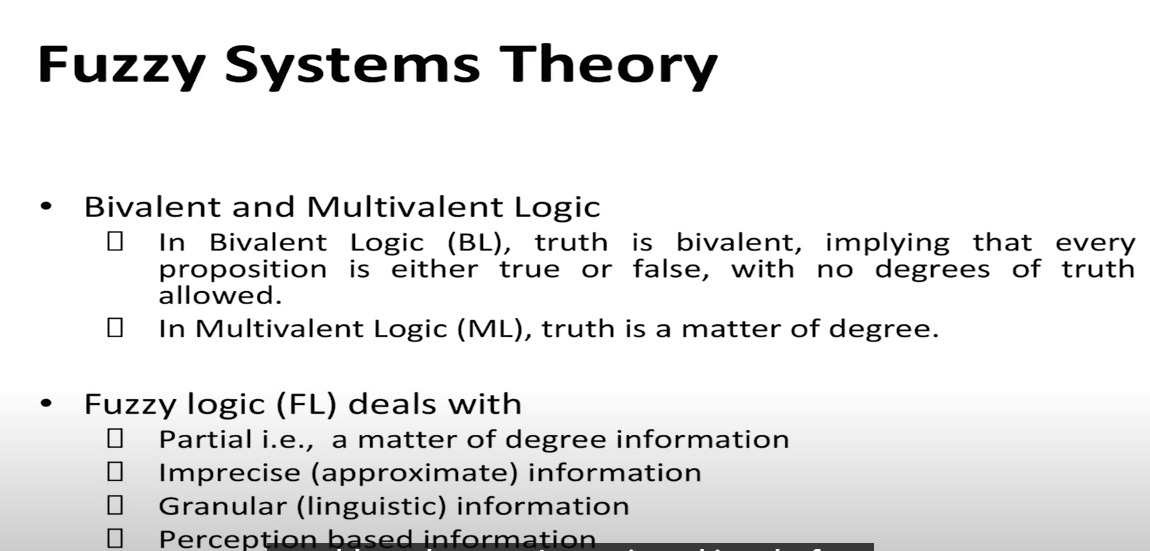 Fuzzy Systems Theory
• Bivalent and Multivalent Logic
In Bivalent Logic (BL), truth is bivalent, implying that every
proposition is either true or false, with no degrees of truth
allowed.
In Multivalent Logic (ML), truth is a matter of degree.
• Fuzzy logic (FL) deals with
Partial i.e., a matter of degree information
Imprecise (approximate) information
Granular (linguistic) information
Perception based information